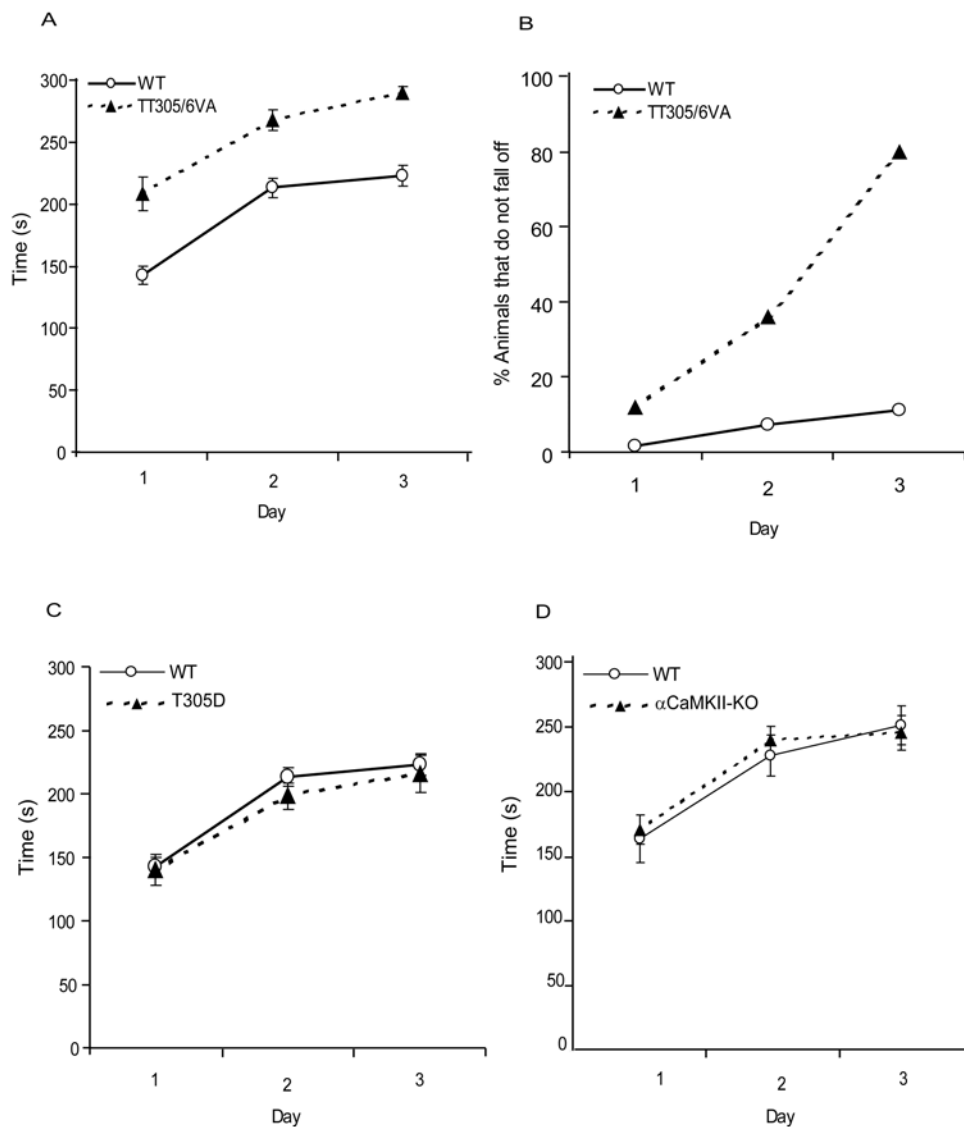 A
WT
TT305/6VA
300
250
200
150
100
50
0
Time (s)
1 2 3
Day
B
WT
TT305/6VA
100
80
60
40
20
0
% Animals that do not fall off
1 2 3
Day
C
WT
T305D
300
250
200
150
100
50
0
Time (s)
1 2 3
Day
D
WT
αCaMKII-KO
300
250
200
150
100
50
0
Time (s)
1 2 3
Day